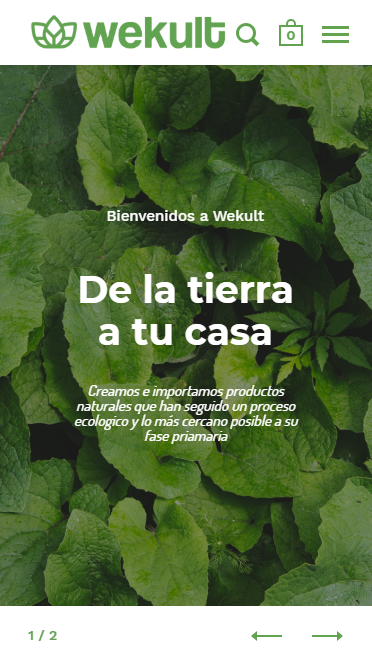 wekult
0
Bienvenidos a Wekult
De la tierra
a tu casa
Creamos e importamos productos
naturales que han seguido un proceso
ecologico y lo más cercano posible a su
fase priamaria
1 / 2